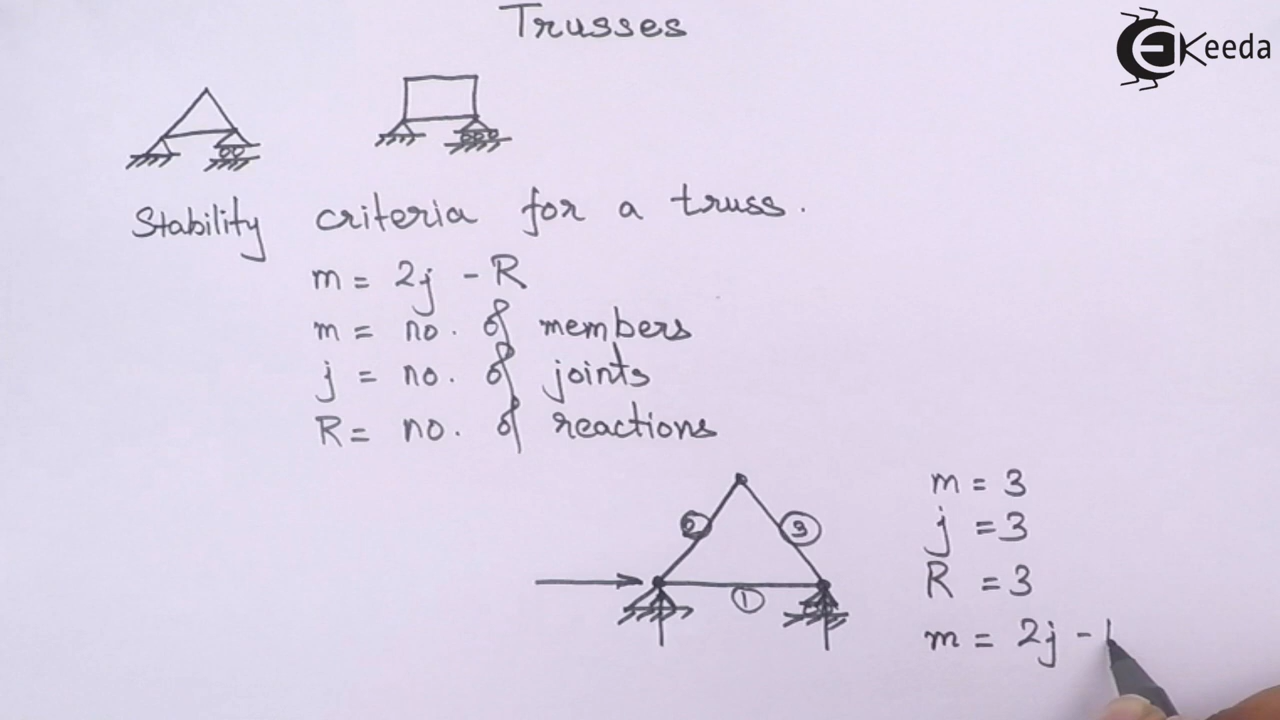 Trusses
EKeeda
Stability criteria for a truss.
m = 2j - R
m = no. of members
j = no. of joints
R = no. of reactions
2 3
1
m = 3
j = 3
R = 3
m = 2j -